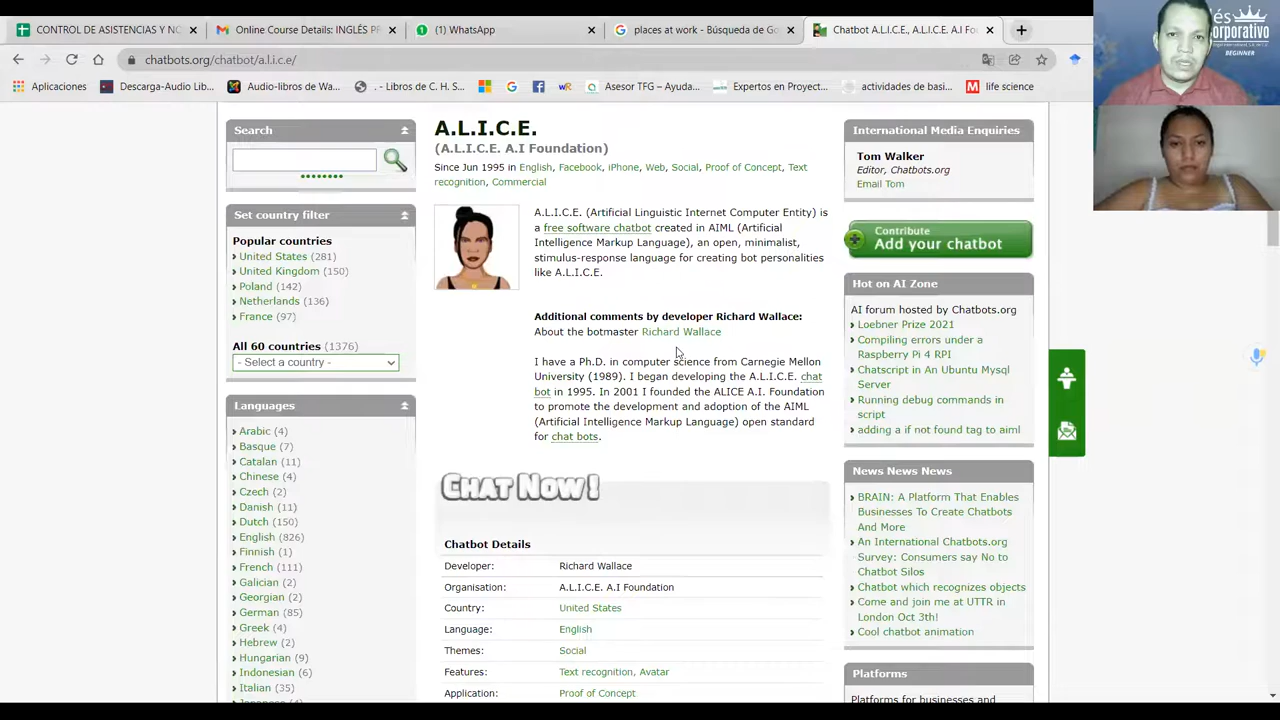 CONTROL DE ASISTENCIAS Y NO
Online Course Details: INGLÉS P
(1) WhatsApp
places at work - Búsqueda de Go
Chatbot A.L.I.C.E., A.L.I.C.E. A.I Fo
chatbots.org/chatbot/a.l.i.c.e/
Aplicaciones
Descarga-Audio Lib...
Audiolibros de Wa...
. - Libros de C. H. S...
Asesor TFG – Ayuda...
Expertos en Proyect...
actividades de basi...
life science
Search
Set country filter
Popular countries
United States (281)
United Kingdom (150)
Poland (142)
Netherlands (136)
France (97)
All 60 countries (1376)
- Select a country -
Languages
Arabic (4)
Basque (7)
Catalan (11)
Chinese (4)
Czech (2)
Danish (11)
Dutch (150)
English (826)
Finnish (1)
French (111)
Galician (2)
Georgian (2)
German (85)
Greek (4)
Hebrew (2)
Hungarian (9)
Indonesian (6)
Italian (35)
A.L.I.C.E.
(A.L.I.C.E. A.I Foundation)
Since Jun 1995 in English, Facebook, iPhone, Web, Social, Proof of Concept, Text
recognition, Commercial
A.L.I.C.E. (Artificial Linguistic Internet Computer Entity) is
a free software chatbot created in AIML (Artificial
Intelligence Markup Language), an open, minimalist,
stimulus-response language for creating bot personalities
like A.L.I.C.E.
Additional comments by developer Richard Wallace:
About the botmaster Richard Wallace
I have a Ph.D. in computer science from Carnegie Mellon
University (1989). I began developing the A.L.I.C.E. chat
bot in 1995. In 2001 I founded the ALICE A.I. Foundation
to promote the development and adoption of the AIML
(Artificial Intelligence Markup Language) open standard
for chat bots.
CHAT NOW!
Chatbot Details
Developer: Richard Wallace
Organisation: A.L.I.C.E. A.I Foundation
Country: United States
Language: English
Themes: Social
Features: Text recognition, Avatar
Application: Proof of Concept
International Media Enquiries
Tom Walker
Editor, Chatbots.org
Email Tom
Contribute
Add your chatbot
Hot on AI Zone
AI forum hosted by Chatbots.org
Loebner Prize 2021
Compiling errors under a
Raspberry Pi 4 RPI
Chatscript in An Ubuntu Mysql
Server
Running debug commands in
script
adding a if not found tag to aiml
News News News
BRAIN: A Platform That Enables
Businesses To Create Chatbots
And More
An International Chatbots.org
Survey: Consumers say No to
Chatbot Silos
Chatbot which recognizes objects
Come and join me at UTTR in
London Oct 3th!
Cool chatbot animation
Platforms
Platforms for businesses and
BEGINNER